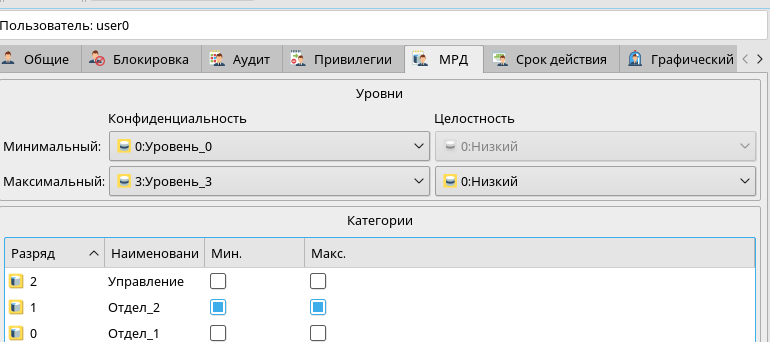 Пользователь: user0
Общие Блокировка Аудит Привилегии МРД Срок действия Графический
Уровни
Конфиденциальность Целостность
Минимальный: 0:Уровень_0 0:Низкий
Максимальный: 3:Уровень_3 0:Низкий
Категории
Разряд Наименовани Мин. Макс.
2 Управление
1 Отдел_2
0 Отдел_1